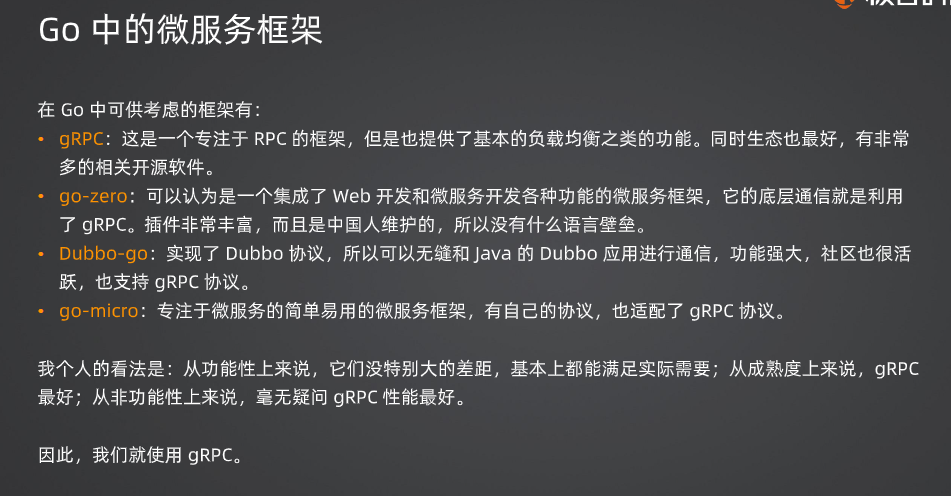 Go 中的微服务框架
在 Go 中可供考虑的框架有：
• gRPC：这是一个专注于 RPC 的框架，但是也提供了基本的负载均衡之类的功能。同时生态也最好，有非常
多的相关开源软件。
• go-zero：可以认为是一个集成了 Web 开发和微服务开发各种功能的微服务框架，它的底层通信就是利用
了 gRPC。插件非常丰富，而且是中国人维护的，所以没有什么语言壁垒。
• Dubbo-go：实现了 Dubbo 协议，所以可以无缝和 Java 的 Dubbo 应用进行通信，功能强大，社区也很活
跃，也支持 gRPC 协议。
• go-micro：专注于微服务的简单易用的微服务框架，有自己的协议，也适配了 gRPC 协议。
我个人的看法是：从功能性上来说，它们没特别大的差距，基本上都能满足实际需要；从成熟度上来说，gRPC
最好；从非功能性上来说，毫无疑问 gRPC 性能最好。
因此，我们就使用 gRPC。